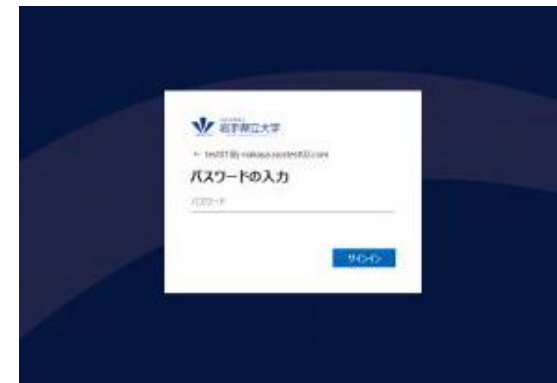 岩手県立大学
パスワードの入力
パスワード
サインイン